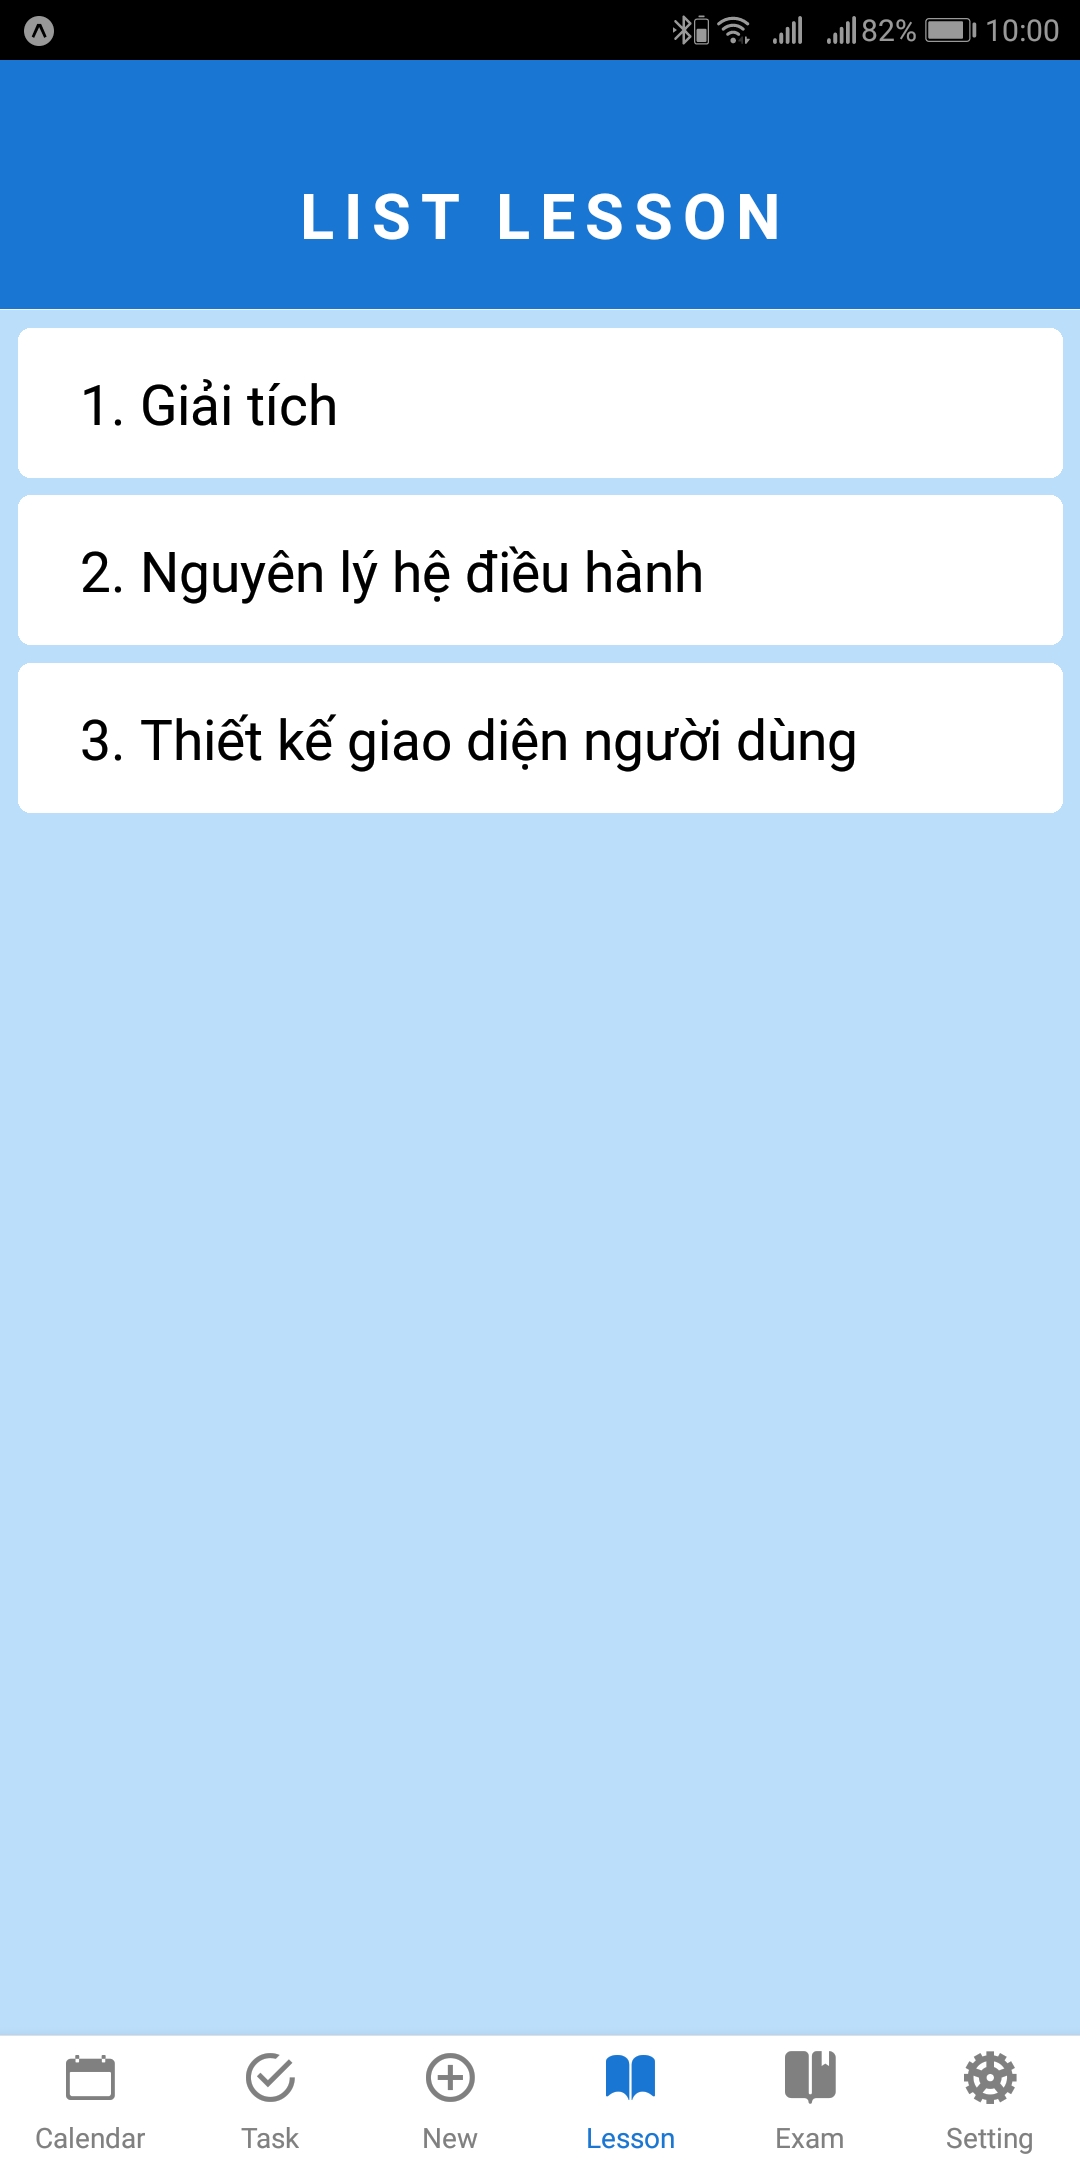 82% 10:00
LIST LESSON
1. Giải tích
2. Nguyên lý hệ điều hành
3. Thiết kế giao diện người dùng
Calendar Task New Lesson Exam Setting